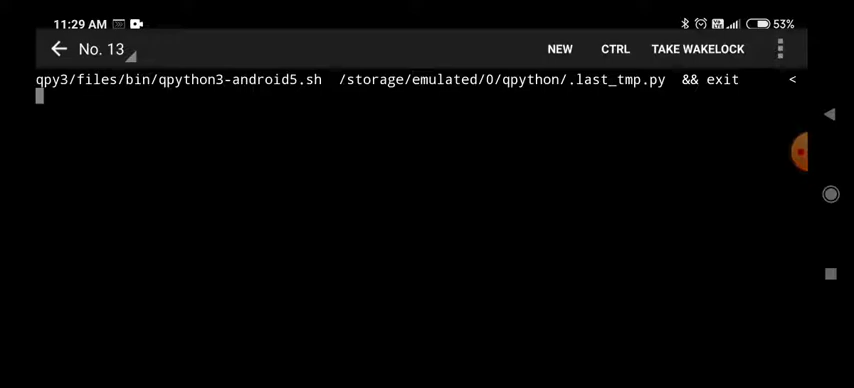 11:29 AM 53%
No. 13 NEW CTRL TAKE WAKELOCK
qpy3/files/bin/qpython3-android5.sh /storage/emulated/0/qpython/.last_tmp.py && exit <